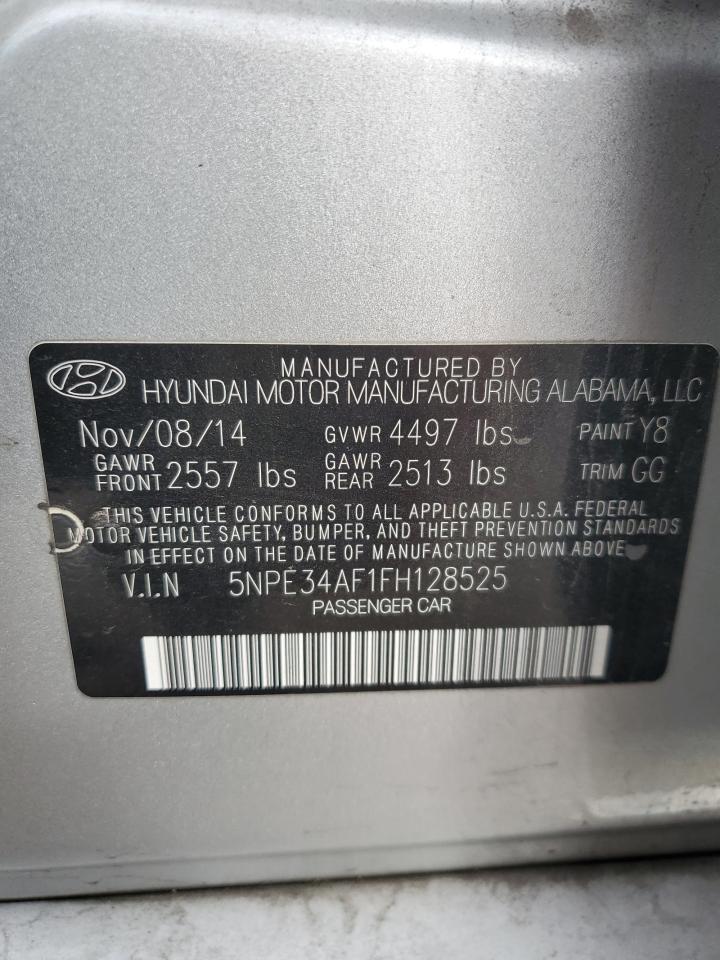 MANUFACTURED BY
HYUNDAI MOTOR MANUFACTURING ALABAMA, LLC
Nov/08/14 GVWR 4497 lbs PAINT Y8
GAWR FRONT 2557 lbs GAWR REAR 2513 lbs TRIM GG
THIS VEHICLE CONFORMS TO ALL APPLICABLE U.S.A. FEDERAL
MOTOR VEHICLE SAFETY, BUMPER, AND THEFT PREVENTION STANDARDS
IN EFFECT ON THE DATE OF MANUFACTURE SHOWN ABOVE
V.I.N 5NPE34AF1FH128525
PASSENGER CAR